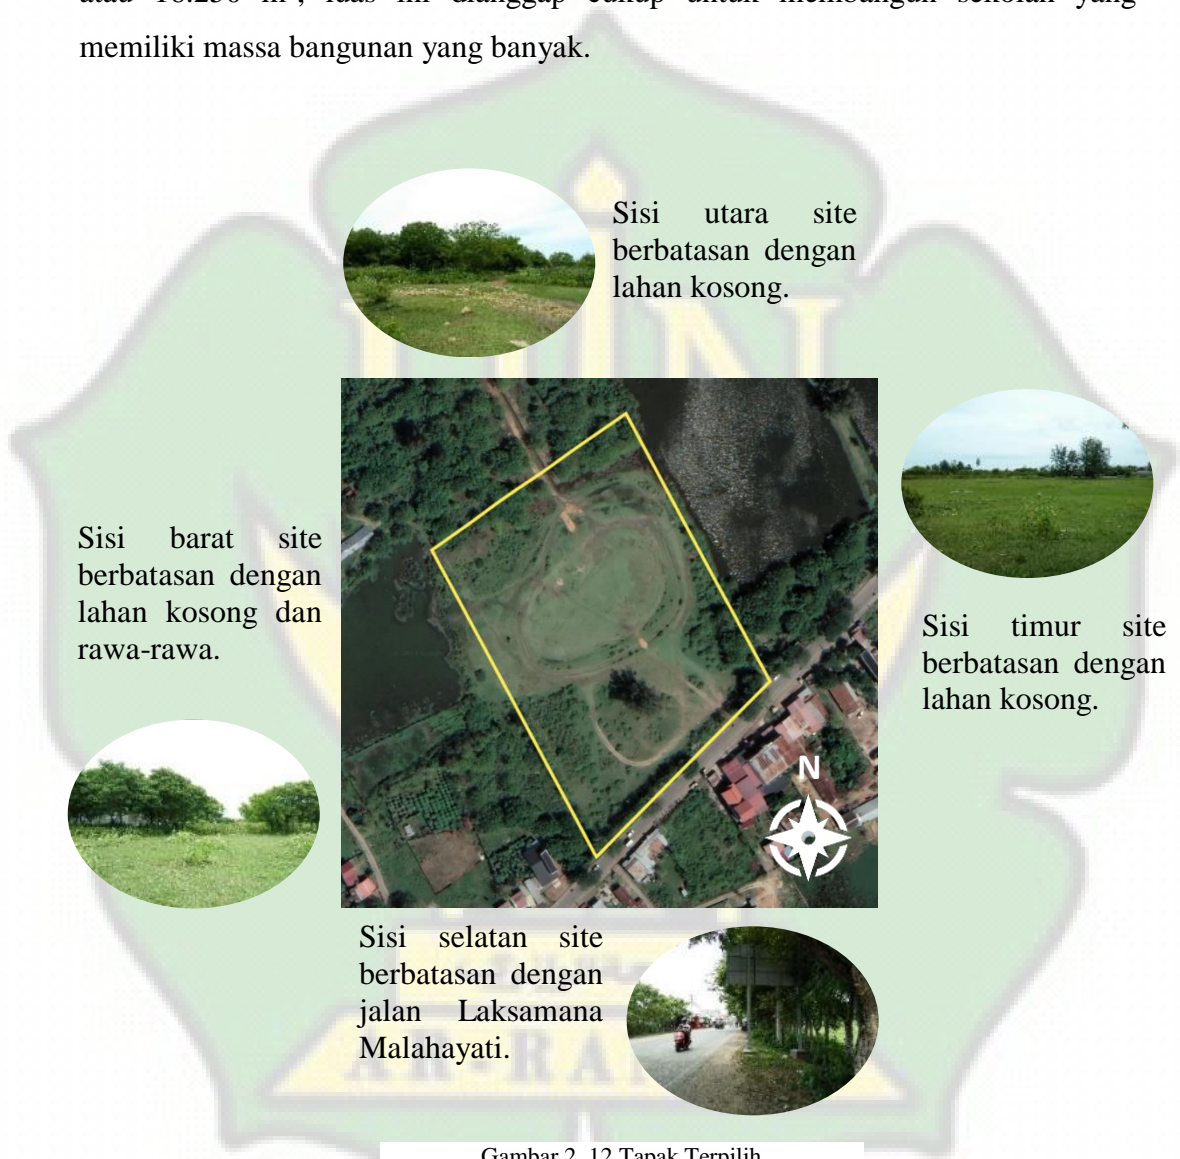 memiliki massa bangunan yang banyak.
Sisi utara site
berbatasan dengan
lahan kosong.
Sisi barat site
berbatasan dengan
lahan kosong dan
rawa-rawa.
N
Sisi timur site
berbatasan dengan
lahan kosong.
Sisi selatan site
berbatasan dengan
jalan Laksamana
Malahayati.
Gambar 2. 12 Tapak Terpilih